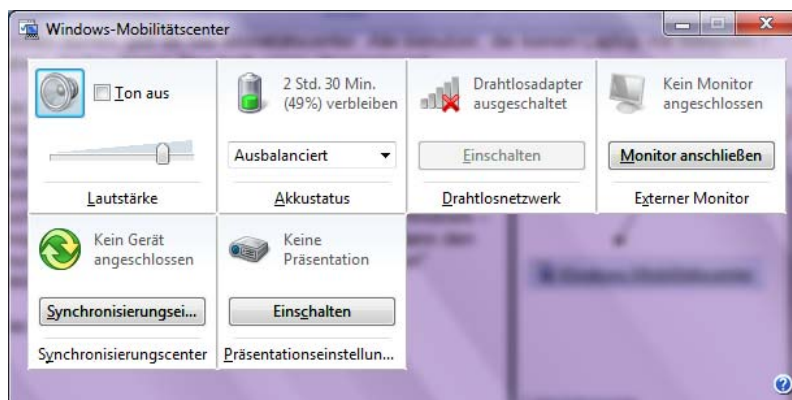 Windows-Mobilitätscenter
Ton aus
Lautstärke
2 Std. 30 Min.
(49%) verbleiben
Ausbalanciert
Akkustatus
Drahtlosadapter
ausgeschaltet
Einschalten
Drahtlosnetzwerk
Kein Monitor
angeschlossen
Monitor anschließen
Externer Monitor
Kein Gerät
angeschlossen
Synchronisierungsei...
Synchronisierungscenter
Keine
Präsentation
Einschalten
Präsentationseinstellun...